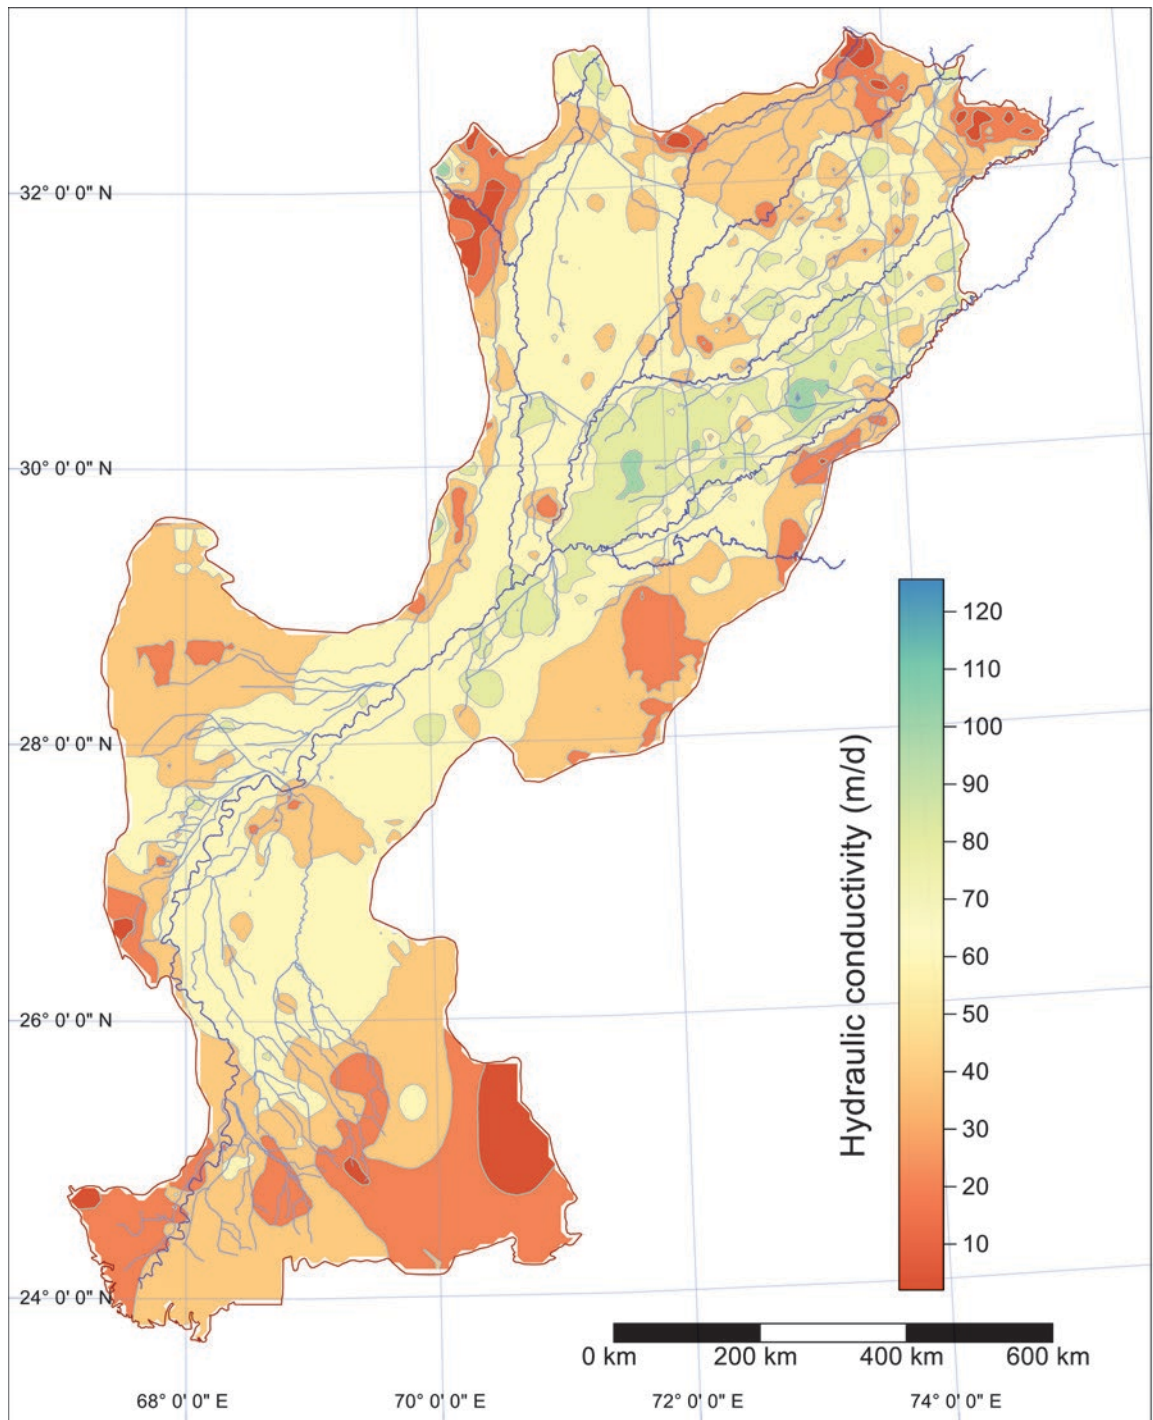 32° 0' 0" N
30° 0' 0" N
28° 0' 0" N
26° 0' 0" N
24° 0' 0" N
Hydraulic conductivity (m/d)
120
110
100
90
80
70
60
50
40
30
20
10
0 km 200 km 400 km 600 km
68° 0' 0" E 70° 0' 0" E 72° 0' 0" E 74° 0' 0" E